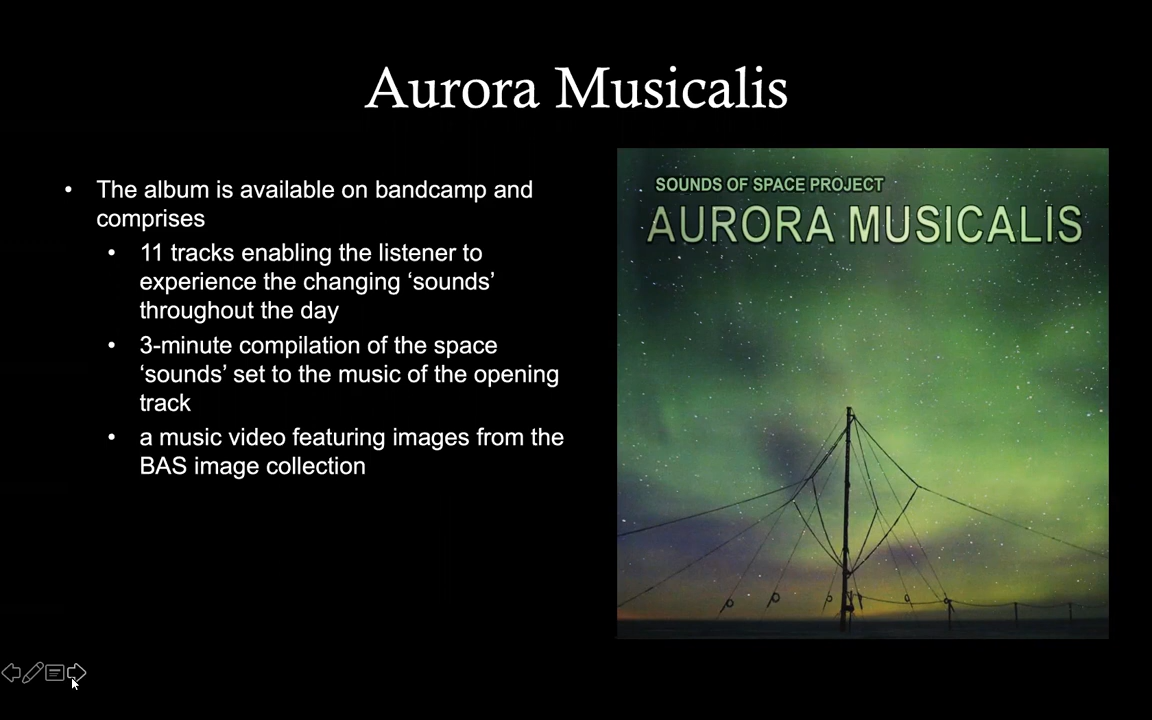 Aurora Musicalis
• The album is available on bandcamp and
comprises
• 11 tracks enabling the listener to
experience the changing ‘sounds’
throughout the day
• 3-minute compilation of the space
‘sounds’ set to the music of the opening
track
• a music video featuring images from the
BAS image collection
SOUNDS OF SPACE PROJECT
AURORA MUSICALIS